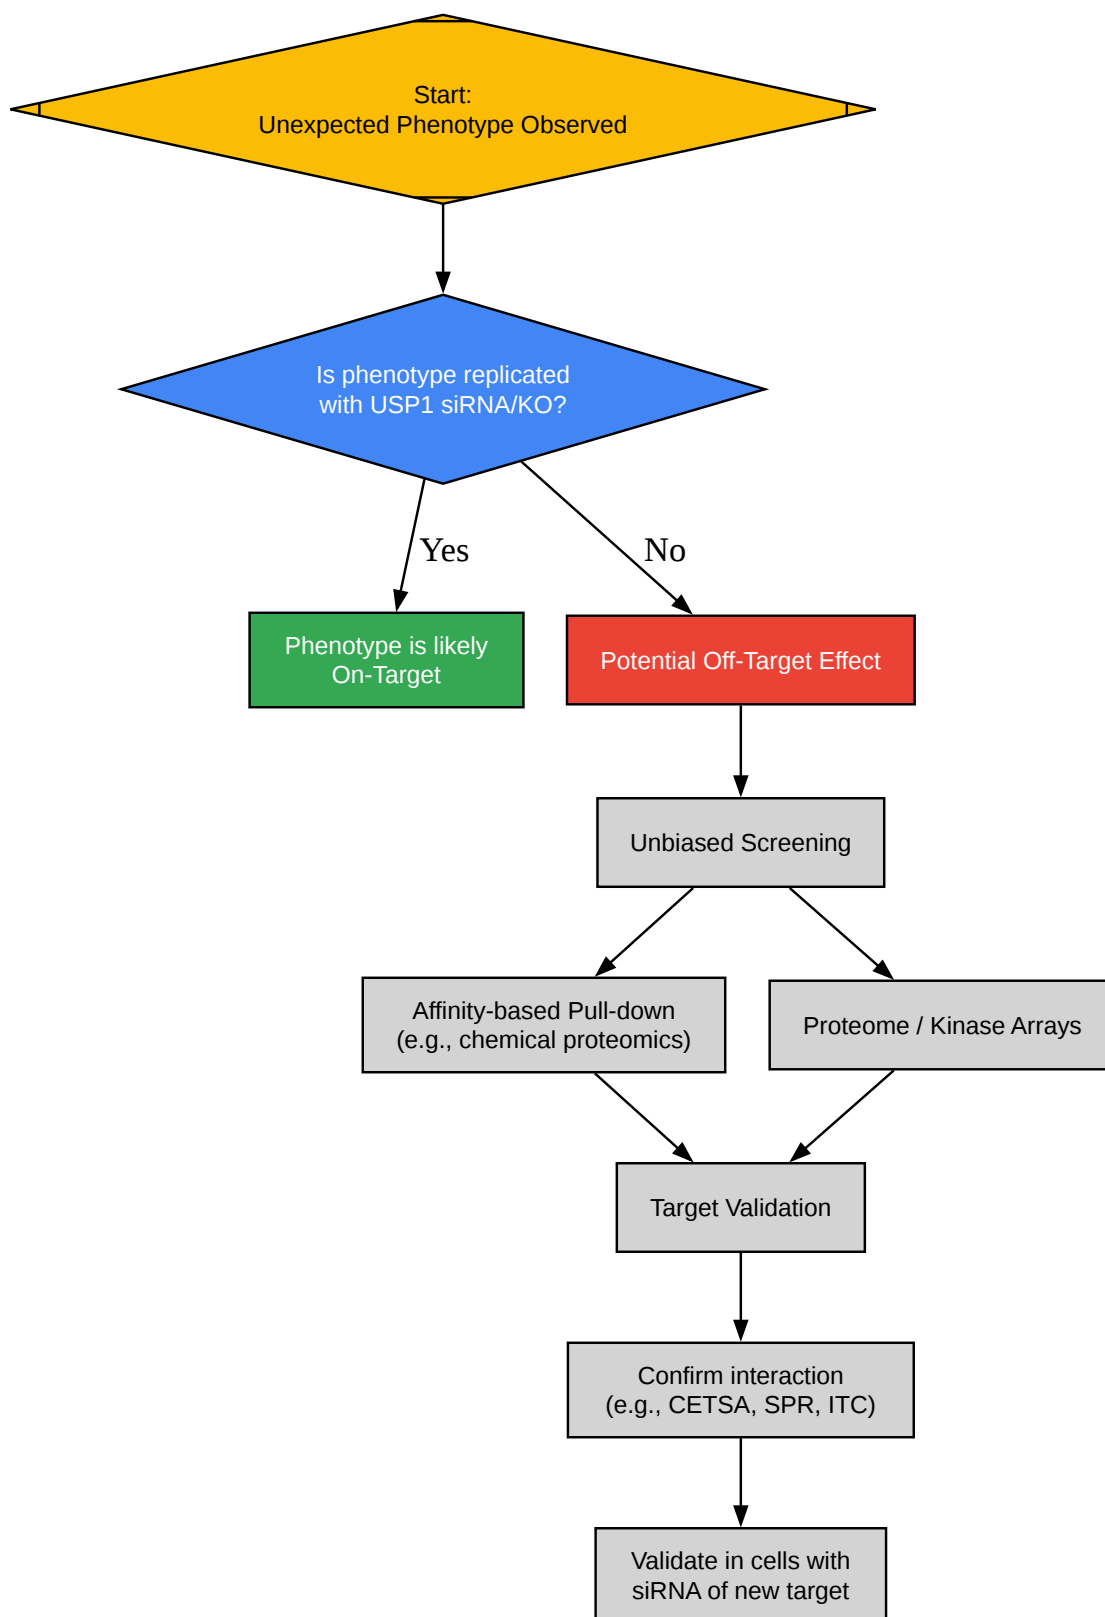 Start:
Unexpected Phenotype Observed
Is phenotype replicated
with USP1 siRNA/KO?
Yes
No
Phenotype is likely
On-Target
Potential Off-Target Effect
Unbiased Screening
Affinity-based Pull-down
(e.g., chemical proteomics)
Proteome / Kinase Arrays
Target Validation
Confirm interaction
(e.g., CETSA, SPR, ITC)
Validate in cells with
siRNA of new target